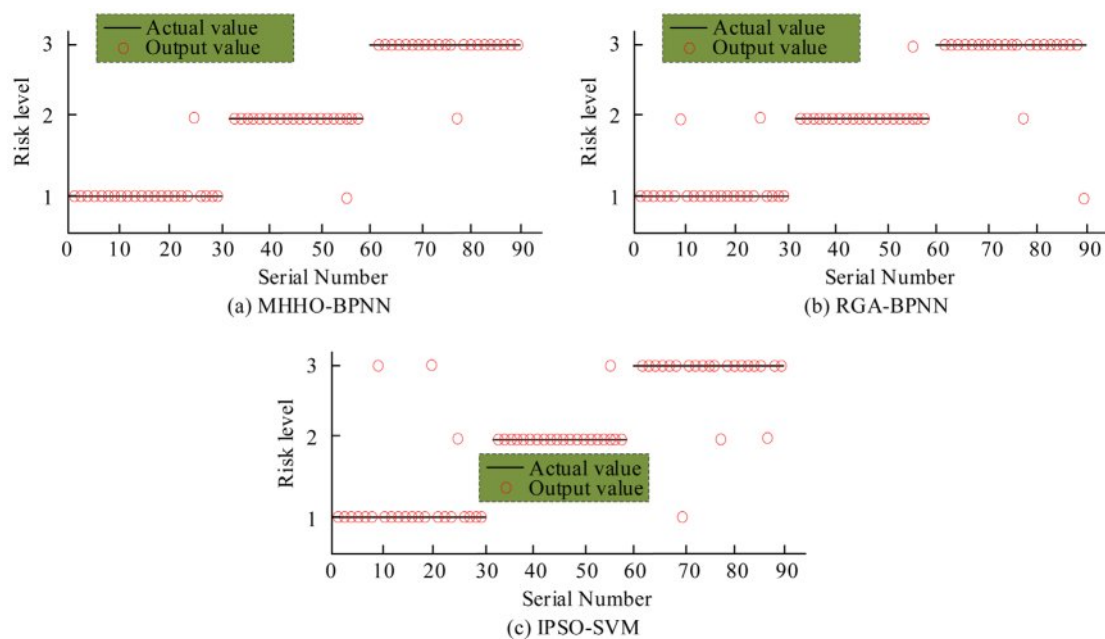 Actual value
Output value
3
2
1
Risk level
0 10 20 30 40 50 60 70 80 90
Serial Number
(a) MHHO-BPNN
Actual value
Output value
3
2
1
Risk level
0 10 20 30 40 50 60 70 80 90
Serial Number
(b) RGA-BPNN
3
2
1
Risk level
Actual value
Output value
0 10 20 30 40 50 60 70 80 90
Serial Number
(c) IPSO-SVM